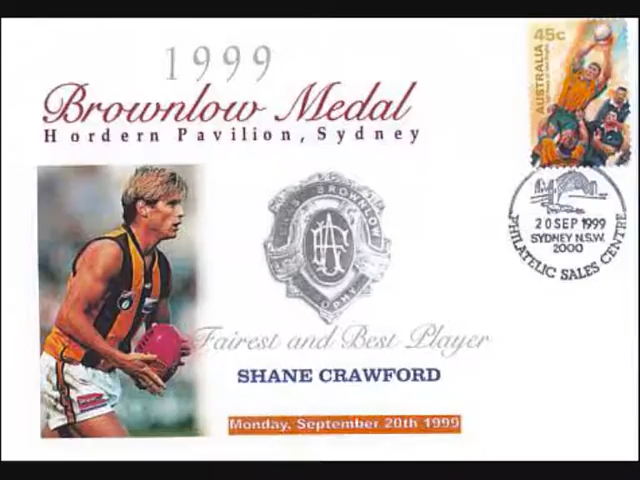 1999
Brownlow Medal
Hordern Pavilion, Sydney
45c
AUSTRALIA
20 SEP 1999
SYDNEY N.S.W.
2000
PHILATELIC SALES CENTRE
BROWNLOW
Fairest and Best Player
SHANE CRAWFORD
Monday, September 20th 1999